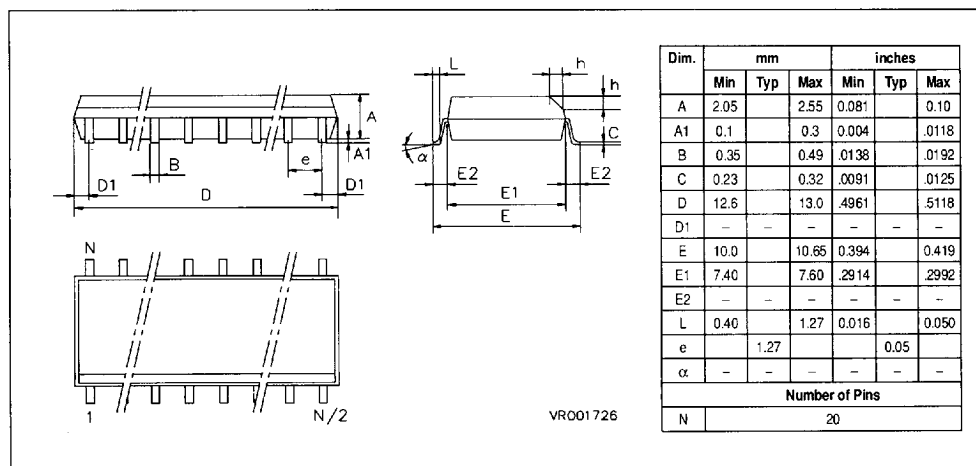 L h
h
A
C
A1
α
B e
D1 D1 E2 E2
D E1
E
N
1 N/2
VR001726
Dim. mm inches
Min Typ Max Min Typ Max
A 2.05 2.55 0.081 0.10
A1 0.1 0.3 0.004 .0118
B 0.35 0.49 .0138 .0192
C 0.23 0.32 .0091 .0125
D 12.6 13.0 .4961 .5118
D1 – – – – – –
E 10.0 10.65 0.394 0.419
E1 7.40 7.60 .2914 .2992
E2 – – – – – –
L 0.40 1.27 0.016 0.050
e 1.27 0.05
α – – – – – –
Number of Pins
N 20